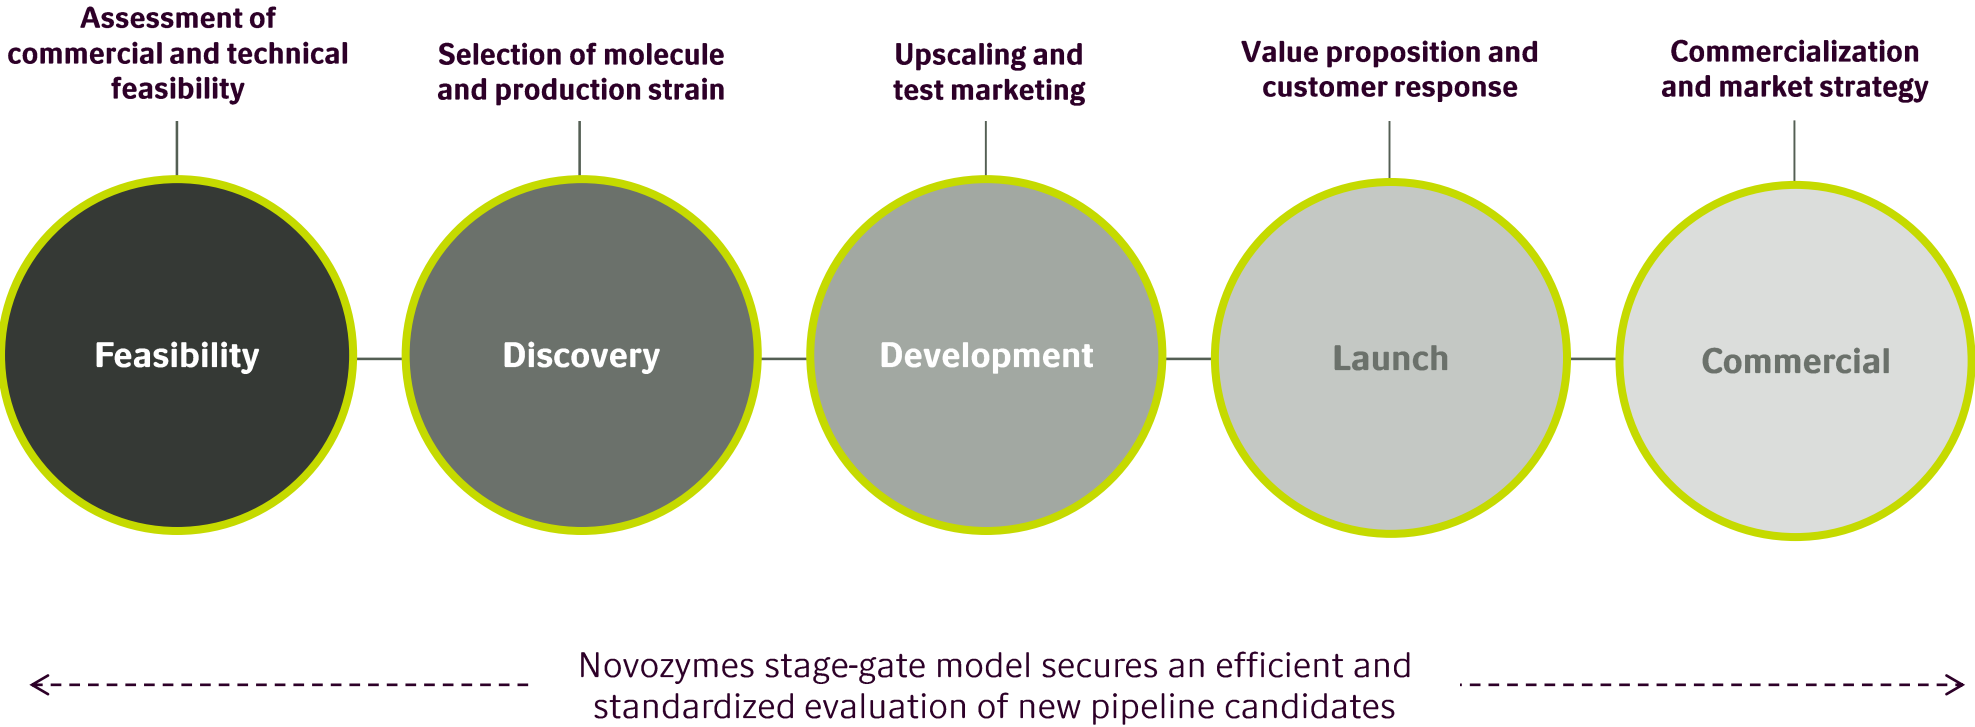 Assessment of
commercial and technical
feasibility
Selection of molecule
and production strain
Upscaling and
test marketing
Value proposition and
customer response
Commercialization
and market strategy
Feasibility
Discovery
Development
Launch
Commercial
Novozymes stage-gate model secures an efficient and
standardized evaluation of new pipeline candidates